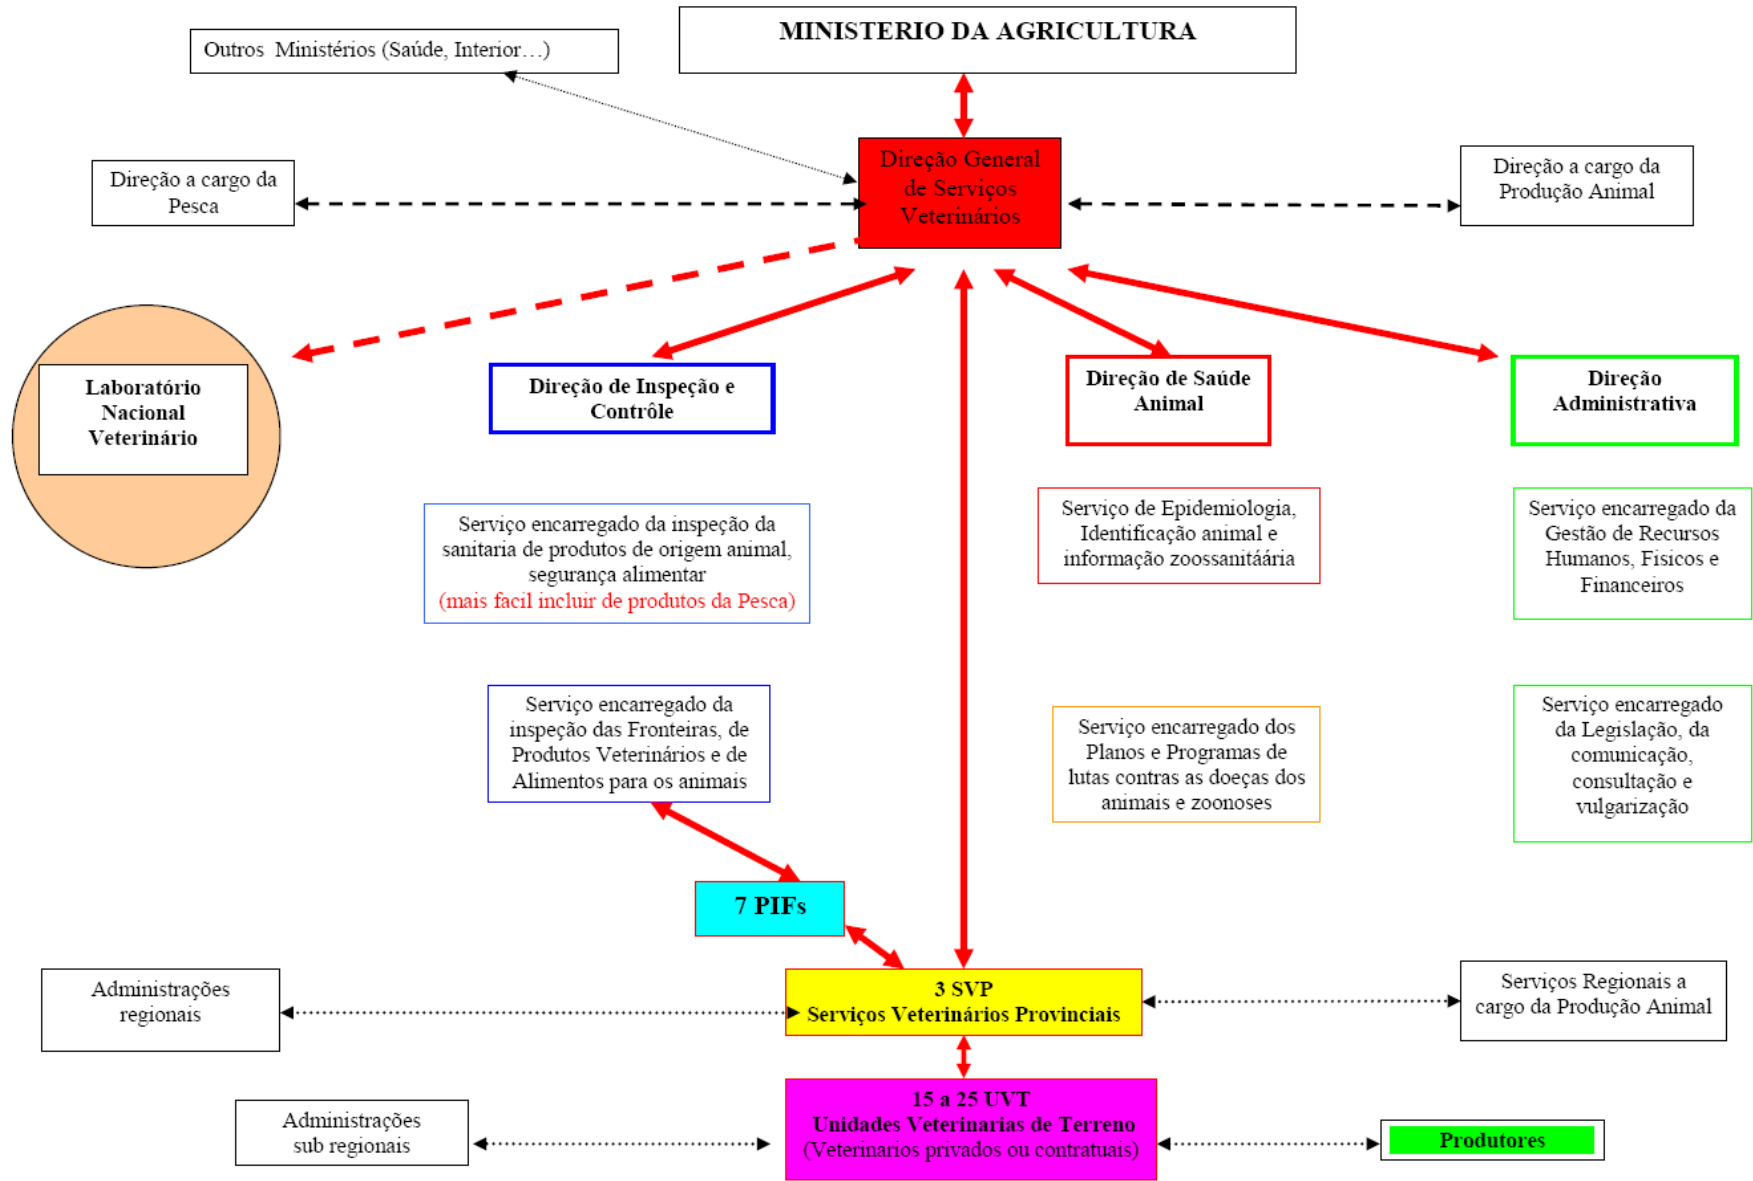 MINISTERIO DA AGRICULTURA
Outros Ministérios (Saúde, Interior…)
Direção General
de Serviços
Veterinários
Direção a cargo da
Pesca
Direção a cargo da
Produção Animal
Laboratório
Nacional
Veterinário
Direção de Inspeção e
Contrôle
Direção de Saúde
Animal
Direção
Administrativa
Serviço encarregado da inspeção da
sanitaria de produtos de origem animal,
segurança alimentar
(mais facil incluir de produtos da Pesca)
Serviço de Epidemiologia,
Identificação animal e
informação zoossanitáária
Serviço encarregado da
Gestão de Recursos
Humanos, Fisicos e
Financeiros
Serviço encarregado da
inspeção das Fronteiras, de
Produtos Veterinários e de
Alimentos para os animais
Serviço encarregado dos
Planos e Programas de
lutas contras as doeças dos
animais e zoonoses
Serviço encarregado
da Legislação, da
comunicação,
consultação e
vulgarização
7 PIFs
Administrações
regionais
3 SVP
Serviços Veterinários Provinciais
Serviços Regionais a
cargo da Produção Animal
Administrações
sub regionais
15 a 25 UVT
Unidades Veterinarias de Terreno
(Veterinarios privados ou contratuais)
Produtores